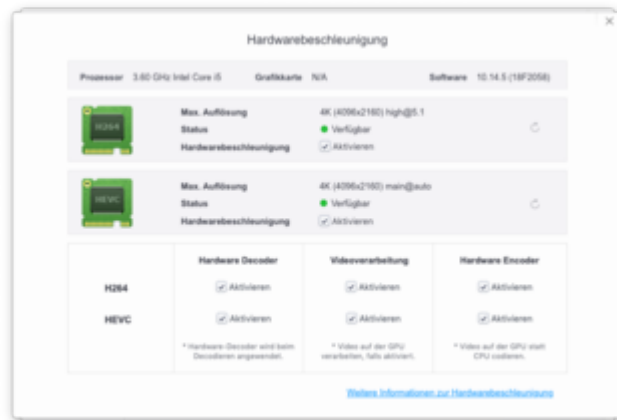 Hardwarebeschleunigung
Prozessor 3.60 GHz Intel Core i5 Grafikkarte N/A Software 10.14.5 (18F2058)
H264
Max. Auflösung 4K (4096x2160) high@5.1
Status Verfügbar
Hardwarebeschleunigung Aktivieren
HEVC
Max. Auflösung 4K (4096x2160) main@auto
Status Verfügbar
Hardwarebeschleunigung Aktivieren
Hardware Decoder Videoverarbeitung Hardware Encoder
H264 Aktivieren Aktivieren Aktivieren
HEVC Aktivieren Aktivieren Aktivieren
* Hardware-Decoder wird beim * Video auf der GPU * Video auf der GPU statt
Decodieren angewendet. verarbeiten, falls aktiviert. CPU codieren.
Weitere Informationen zur Hardwarebeschleunigung